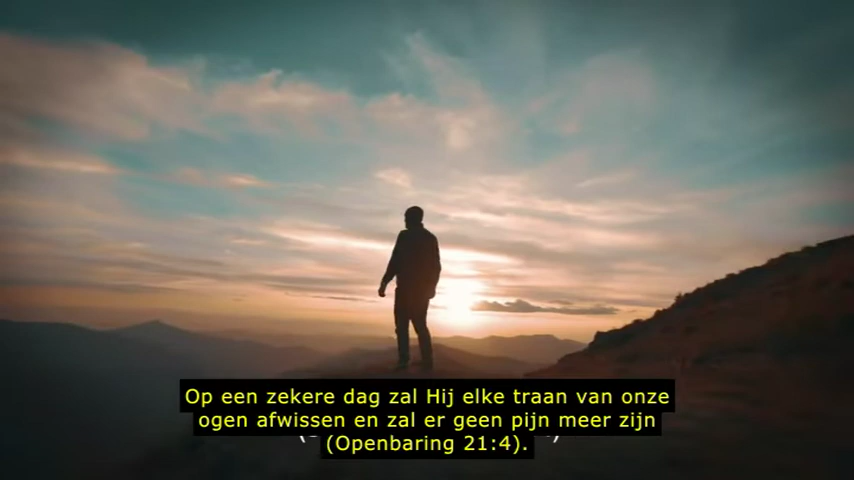 Op een zekere dag zal Hij elke traan van onze
ogen afwissen en zal er geen pijn meer zijn
(Openbaring 21:4).